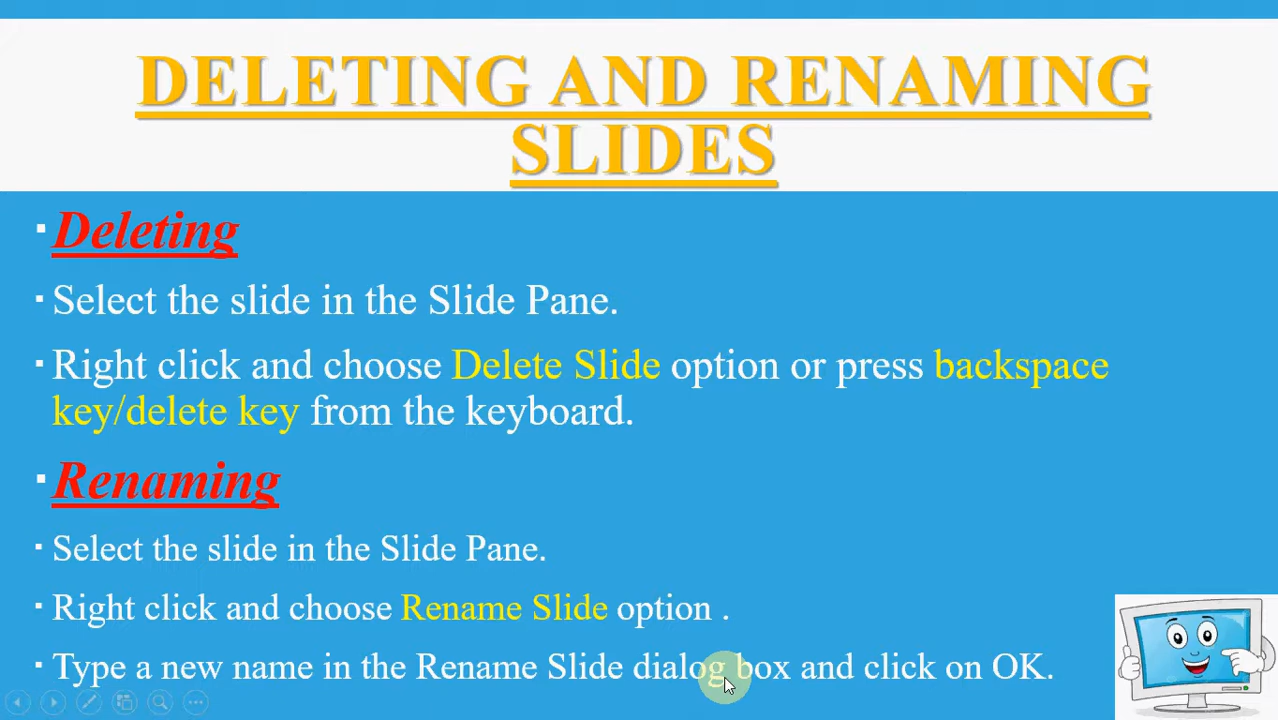 DELETING AND RENAMING
SLIDES
▪ Deleting
▪ Select the slide in the Slide Pane.
▪ Right click and choose Delete Slide option or press backspace
key/delete key from the keyboard.
▪ Renaming
▪ Select the slide in the Slide Pane.
▪ Right click and choose Rename Slide option .
▪ Type a new name in the Rename Slide dialog box and click on OK.